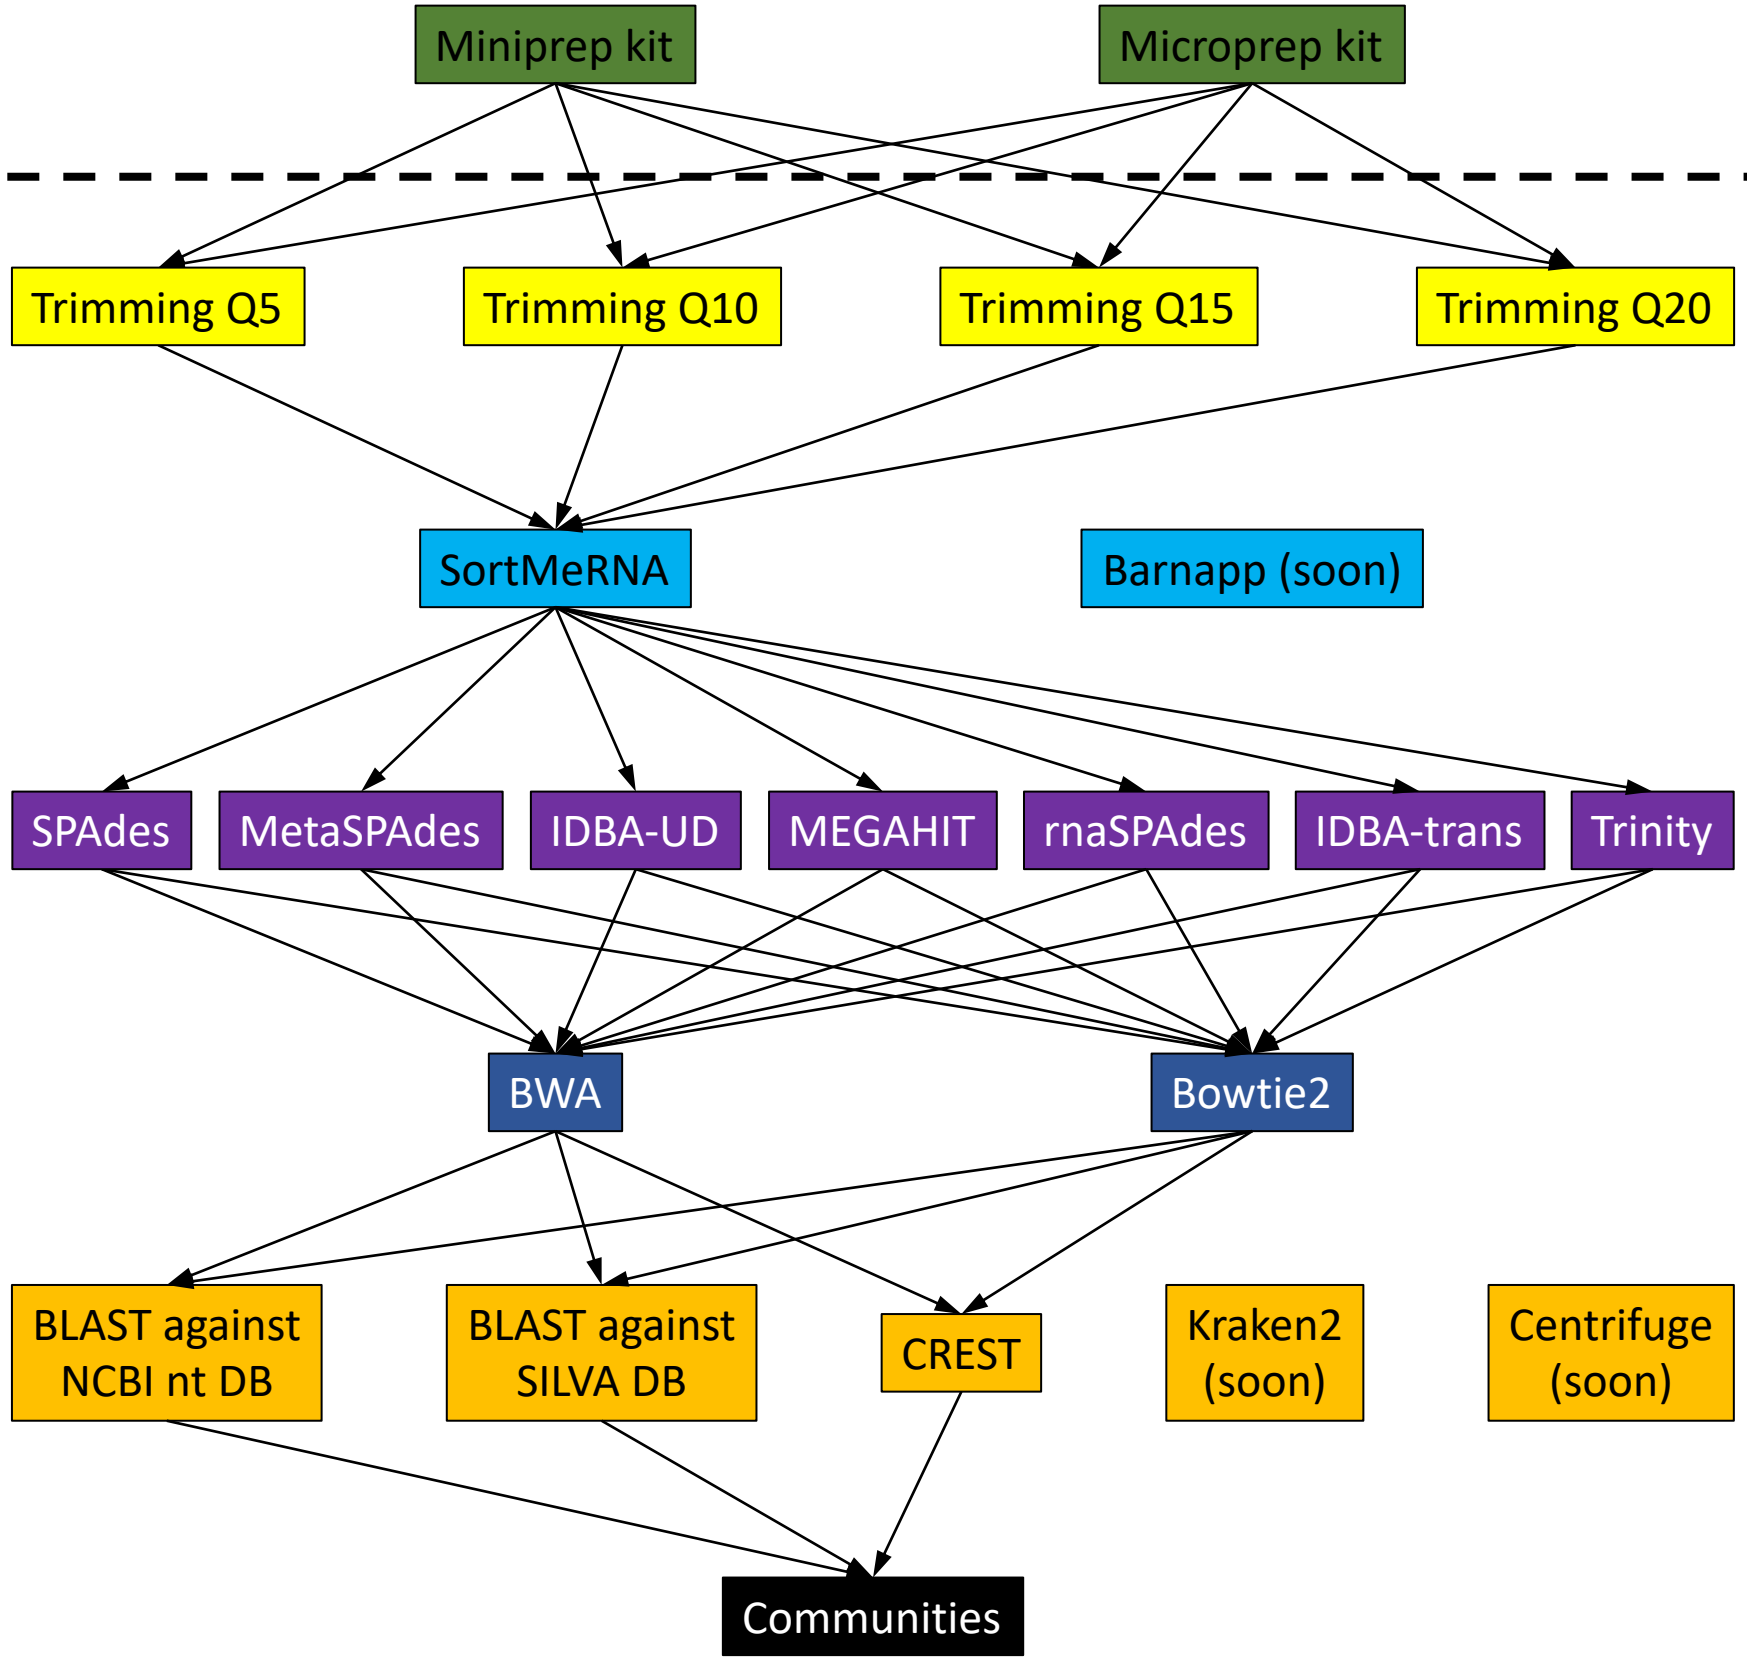 Miniprep kit
Microprep kit
Trimming Q5
Trimming Q10
Trimming Q15
Trimming Q20
SortMeRNA
Barnapp (soon)
SPAdes
MetaSPAdes
IDBA-UD
MEGAHIT
rnaSPAdes
IDBA-trans
Trinity
BWA
Bowtie2
BLAST against
NCBI nt DB
BLAST against
SILVA DB
CREST
Kraken2
(soon)
Centrifuge
(soon)
Communities